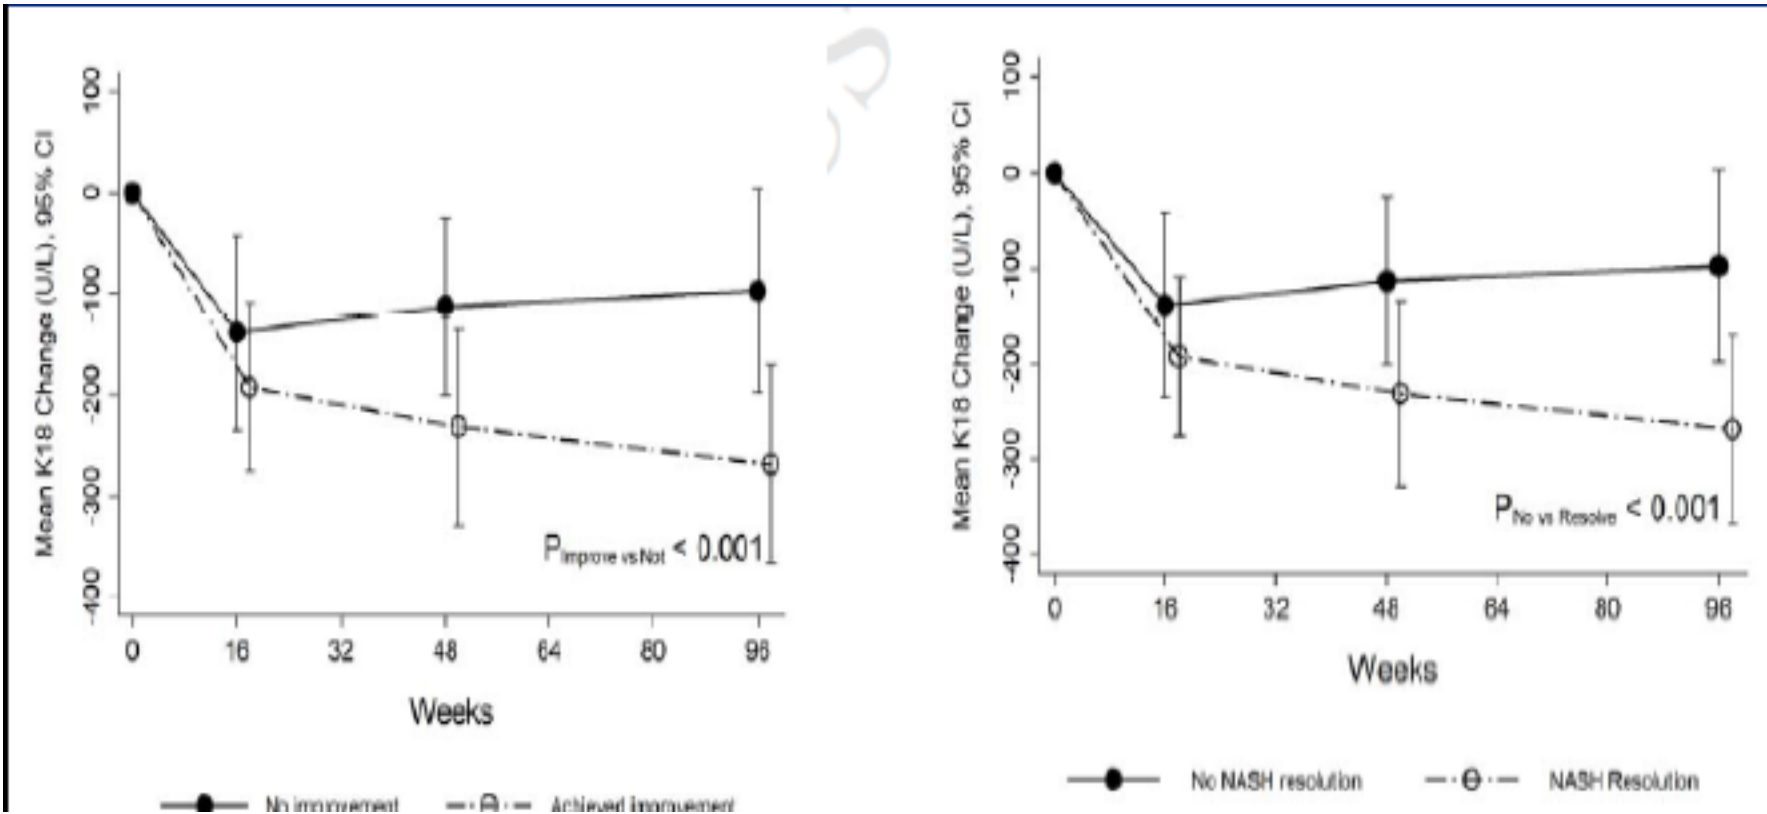 Mean K18 Change (U/L), 95% CI
100
0
-100
-200
-300
-400
P Improve vs Not < 0.001
0 16 32 48 64 80 96
Weeks
No improvement Achieved improvement
Mean K18 Change (U/L), 95% CI
100
0
-100
-200
-300
-400
P No vs Resolve < 0.001
0 16 32 48 64 80 96
Weeks
No NASH resolution NASH Resolution